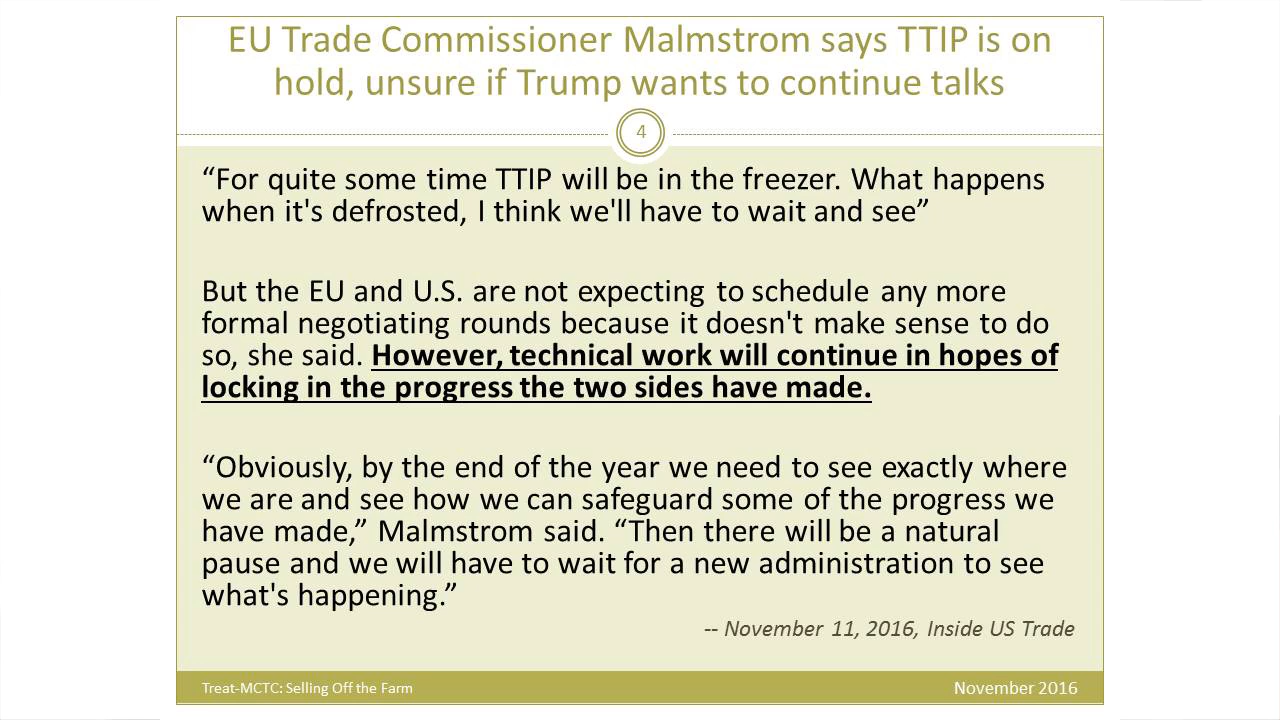 EU Trade Commissioner Malmstrom says TTIP is on
hold, unsure if Trump wants to continue talks
4
“For quite some time TTIP will be in the freezer. What happens
when it's defrosted, I think we'll have to wait and see”
But the EU and U.S. are not expecting to schedule any more
formal negotiating rounds because it doesn't make sense to do
so, she said. However, technical work will continue in hopes of
locking in the progress the two sides have made.
“Obviously, by the end of the year we need to see exactly where
we are and see how we can safeguard some of the progress we
have made,” Malmstrom said. “Then there will be a natural
pause and we will have to wait for a new administration to see
what's happening.”
-- November 11, 2016, Inside US Trade
Treat-MCTC: Selling Off the Farm
November 2016